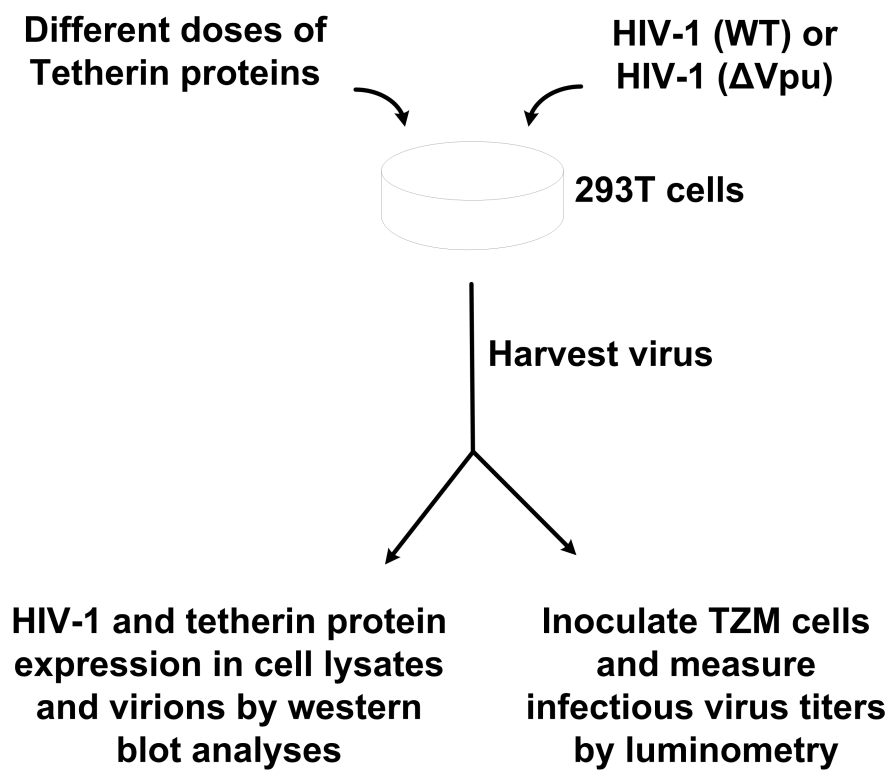 Different doses of
Tetherin proteins
HIV-1 (WT) or
HIV-1 (ΔVpu)
293T cells
Harvest virus
HIV-1 and tetherin protein
expression in cell lysates
and virions by western
blot analyses
Inoculate TZM cells
and measure
infectious virus titers
by luminometry